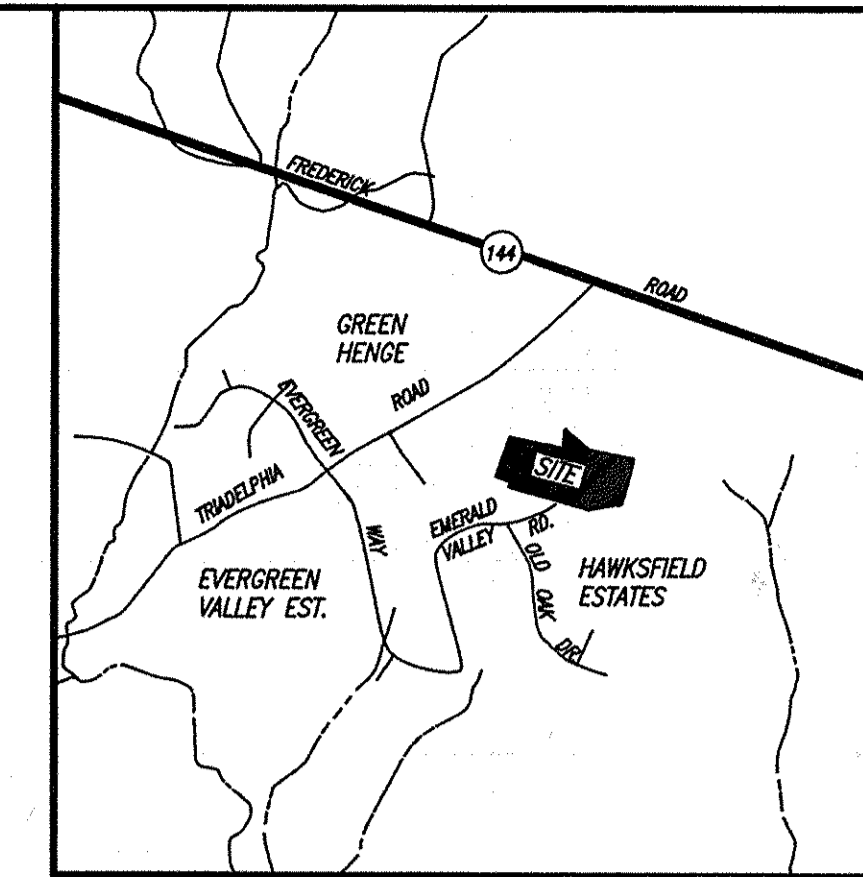 FREDERICK
144
ROAD
GREEN
HENGE
EVERGREEN
WAY
ROAD
TRIADELPHIA
SITE
EMERALD
VALLEY
RD.
OLD
OAK
DR.
HAWKSFIELD
ESTATES
EVERGREEN
VALLEY EST.